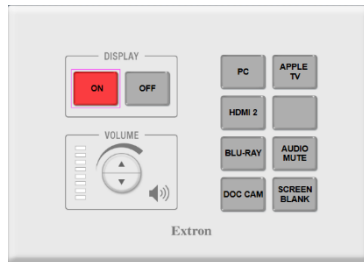 DISPLAY
ON
OFF
VOLUME
PC
APPLE
TV
HDMI 2
BLU-RAY
AUDIO
MUTE
DOC CAM
SCREEN
BLANK
Extron